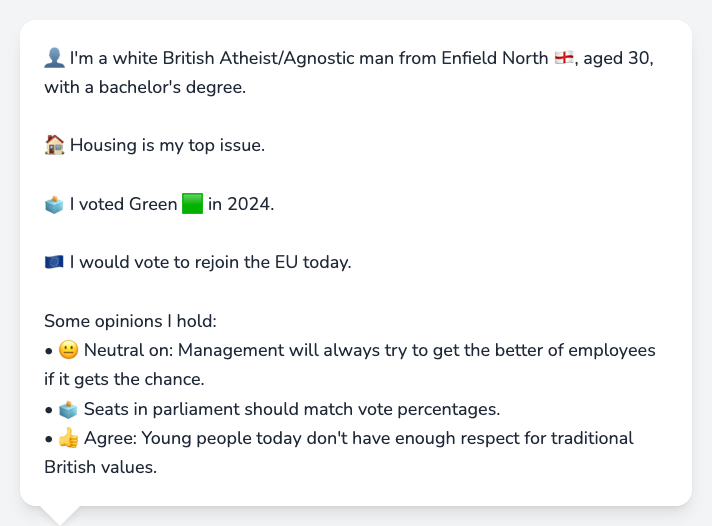 👤 I'm a white British Atheist/Agnostic man from Enfield North 🏴󠁧󠁢󠁥󠁮󠁧󠁿, aged 30,
with a bachelor's degree.
🏠 Housing is my top issue.
🗳️ I voted Green 🟩 in 2024.
🇪🇺 I would vote to rejoin the EU today.
Some opinions I hold:
• 😐 Neutral on: Management will always try to get the better of employees
if it gets the chance.
• 🗳️ Seats in parliament should match vote percentages.
• 👍 Agree: Young people today don't have enough respect for traditional
British values.